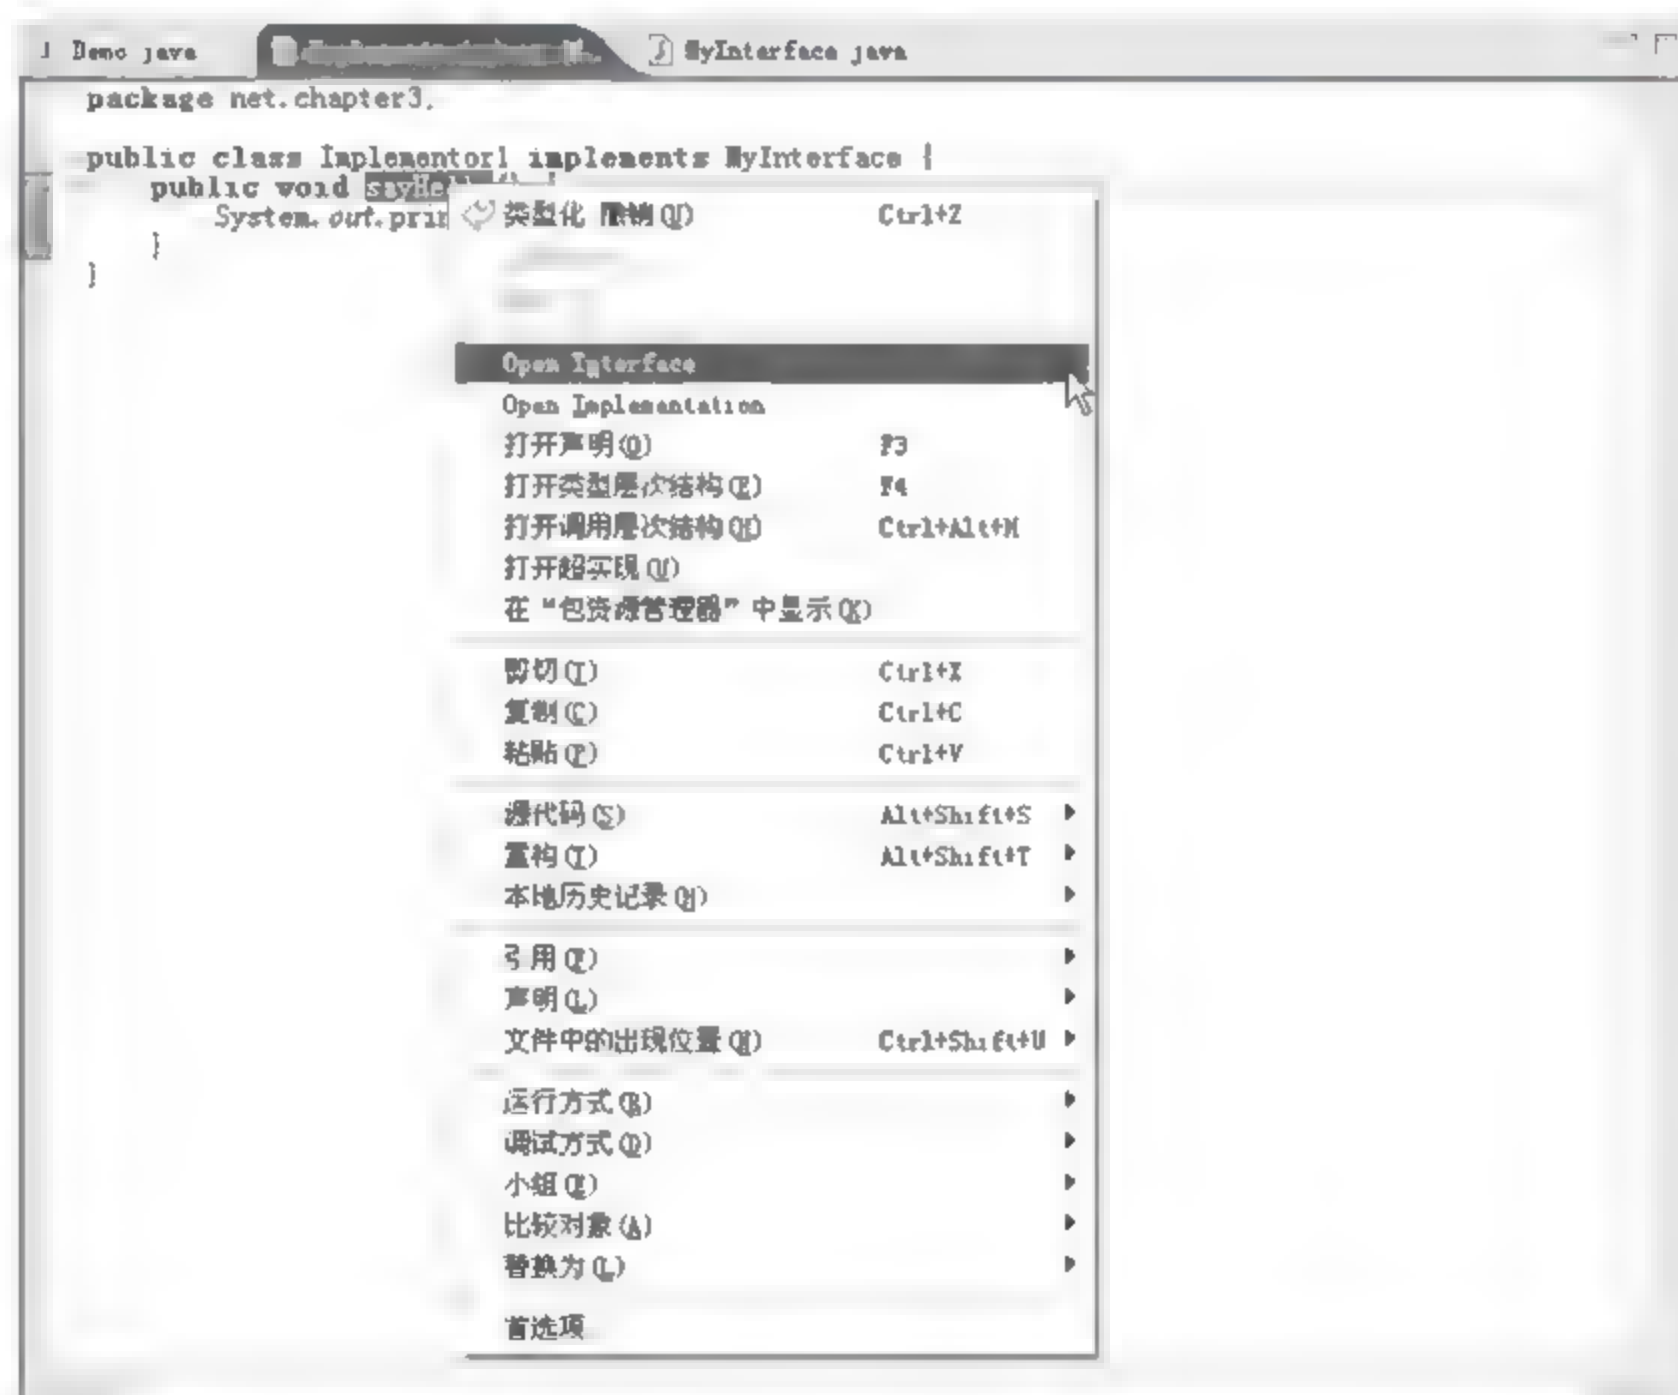 Demo java
MyInterface java
package net.chapter3,
public class Implementor1 implements MyInterface {
public void sayHe
System.out.prin
}
}
类型化 撤销(U) Ctrl+Z
Open Interface
Open Implementation
打开声明(O) F3
打开类型层次结构(E) F4
打开调用层次结构(H) Ctrl+Alt+H
打开超实现(U)
在“包资源管理器”中显示(K)
剪切(T) Ctrl+X
复制(C) Ctrl+C
粘贴(P) Ctrl+V
源代码(S) Alt+Shift+S
重构(T) Alt+Shift+T
本地历史记录(H)
引用(F)
声明(L)
文件中的出现位置(N) Ctrl+Shift+U
运行方式(R)
调试方式(D)
小组(E)
比较对象(A)
替换为(L)
首选项